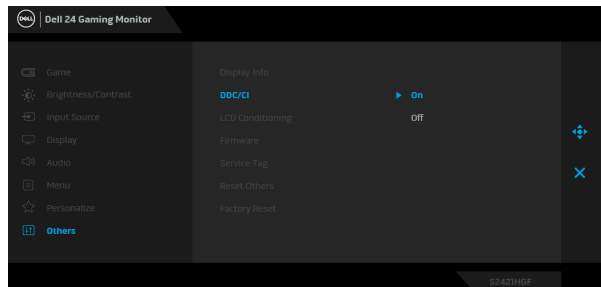 DELL Dell 24 Gaming Monitor
Game
Brightness/Contrast
Input Source
Display
Audio
Menu
Personalize
Others
Display Info
DDC/CI On
LCD Conditioning Off
Firmware
Service Tag
Reset Others
Factory Reset
S2421HGF